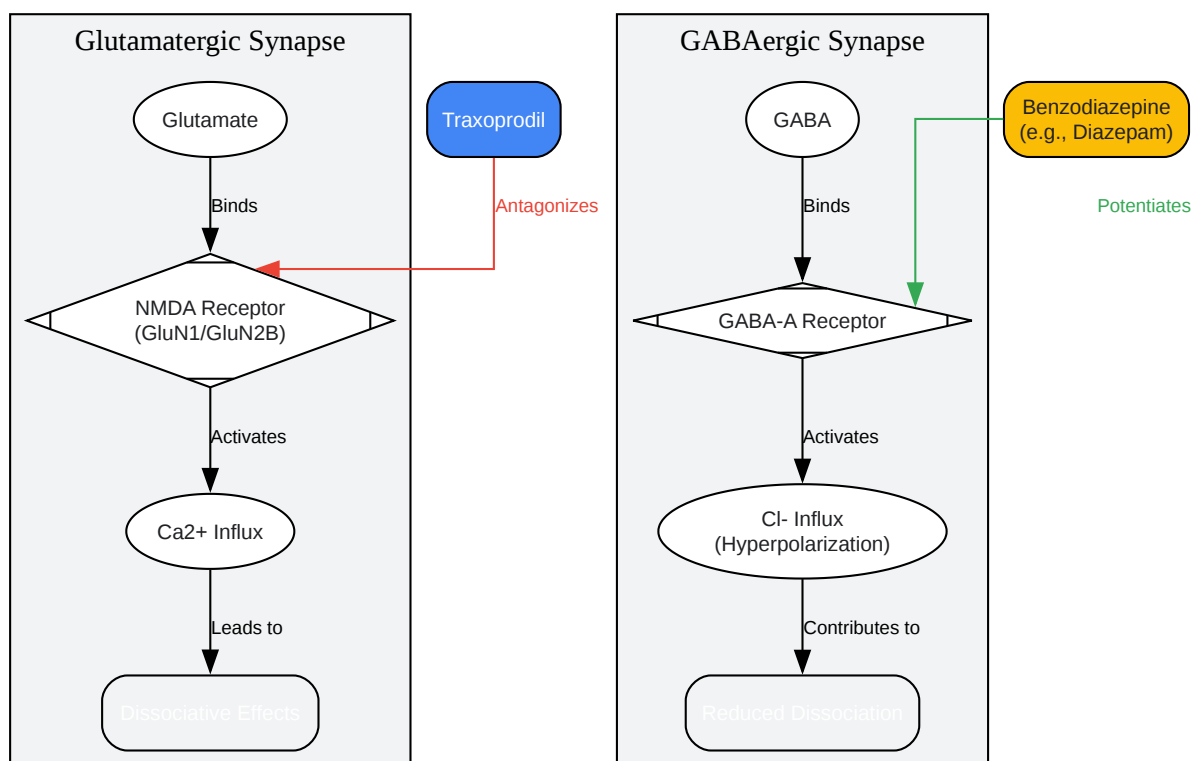 Glutamatergic Synapse
Glutamate
Binds
NMDA Receptor
(GluN1/GluN2B)
Activates
Ca2+ Influx
Leads to
Dissociative Effects
Traxoprodil
Antagonizes
GABAergic Synapse
GABA
Binds
GABA-A Receptor
Activates
Cl- Influx
(Hyperpolarization)
Contributes to
Reduced Dissociation
Benzodiazepine
(e.g., Diazepam)
Potentiates